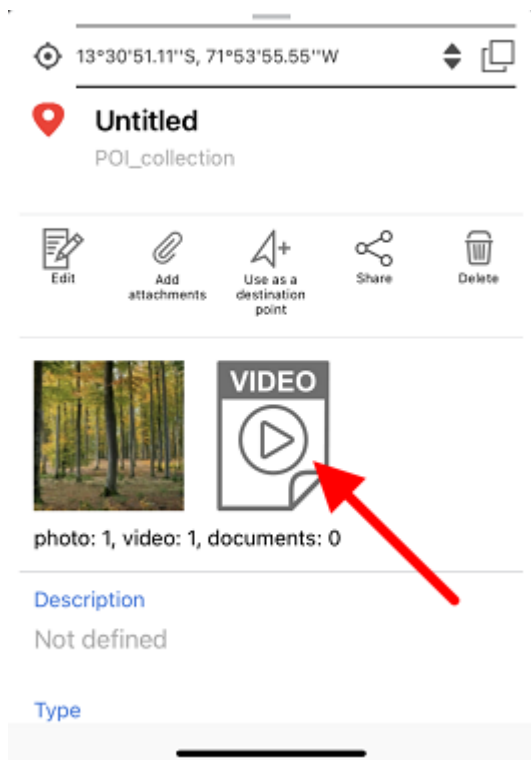 13°30'51.11''S, 71°53'55.55''W
Untitled
POI_collection
Edit
Add
attachments
Use as a
destination
point
Share
Delete
VIDEO
photo: 1, video: 1, documents: 0
Description
Not defined
Type